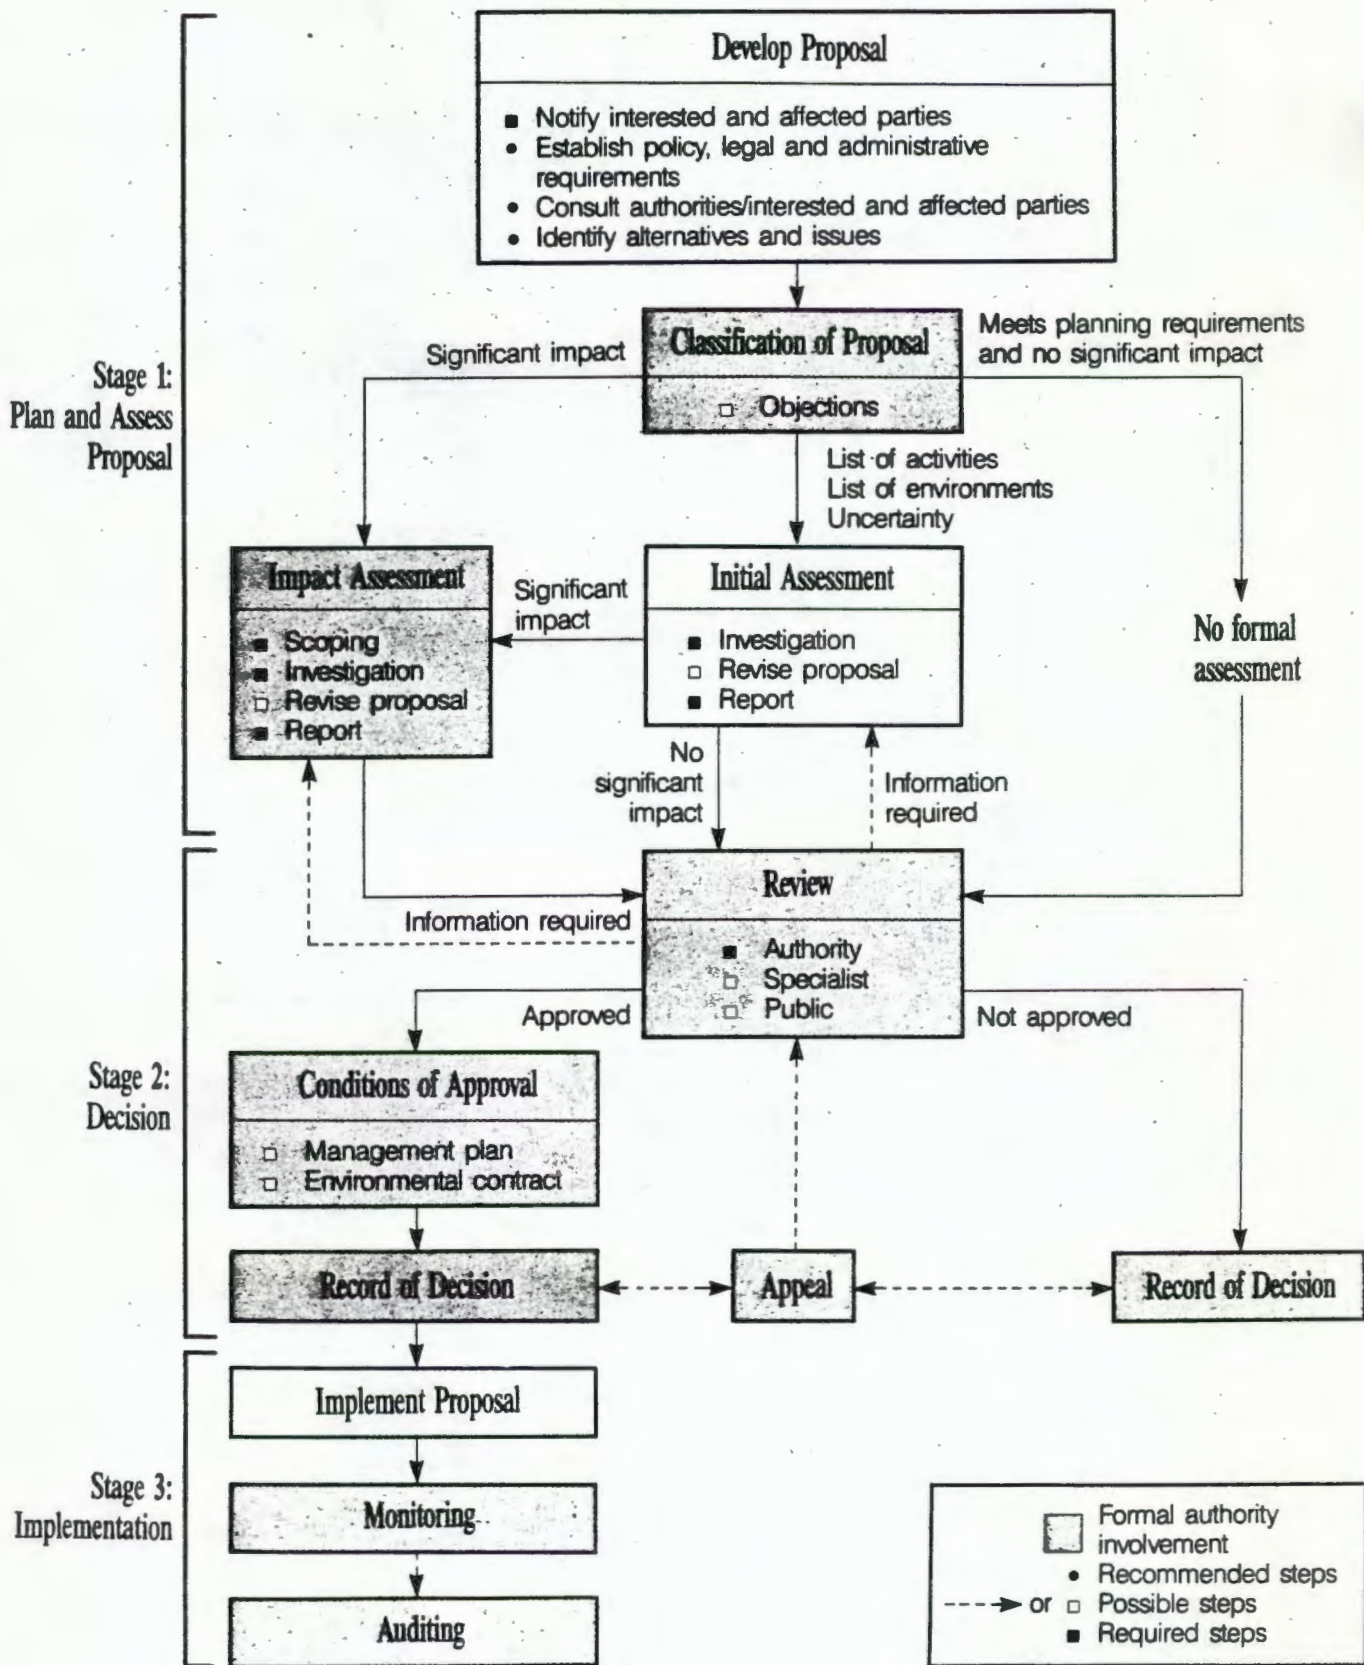 Develop Proposal
■ Notify interested and affected parties
• Establish policy, legal and administrative
requirements
• Consult authorities/interested and affected parties
• Identify alternatives and issues
Stage 1:
Plan and Assess
Proposal
Significant impact
Classification of Proposal
□ Objections
Meets planning requirements
and no significant impact
List of activities
List of environments
Uncertainty
Impact Assessment
■ Scoping
■ Investigation
□ Revise proposal
■ Report
Significant
impact
Initial Assessment
■ Investigation
□ Revise proposal
■ Report
No formal
assessment
No
significant
impact
Information
required
Stage 2:
Decision
Review
■ Authority
□ Specialist
□ Public
Information required
Approved
Not approved
Conditions of Approval
□ Management plan
□ Environmental contract
Record of Decision
Appeal
Record of Decision
Stage 3:
Implementation
Implement Proposal
Monitoring
Auditing
Formal authority
involvement
• Recommended steps
or □ Possible steps
■ Required steps